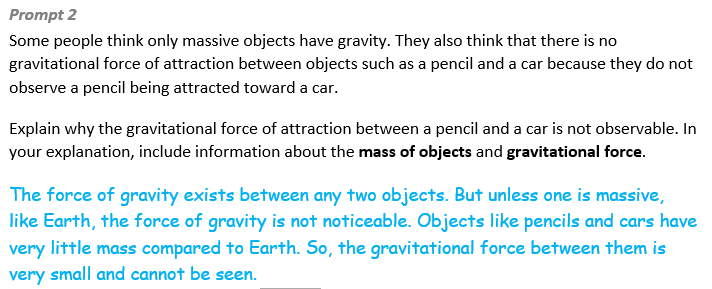 Prompt 2
Some people think only massive objects have gravity. They also think that there is no
gravitational force of attraction between objects such as a pencil and a car because they do not
observe a pencil being attracted toward a car.
Explain why the gravitational force of attraction between a pencil and a car is not observable. In
your explanation, include information about the mass of objects and gravitational force.
The force of gravity exists between any two objects. But unless one is massive,
like Earth, the force of gravity is not noticeable. Objects like pencils and cars have
very little mass compared to Earth. So, the gravitational force between them is
very small and cannot be seen.